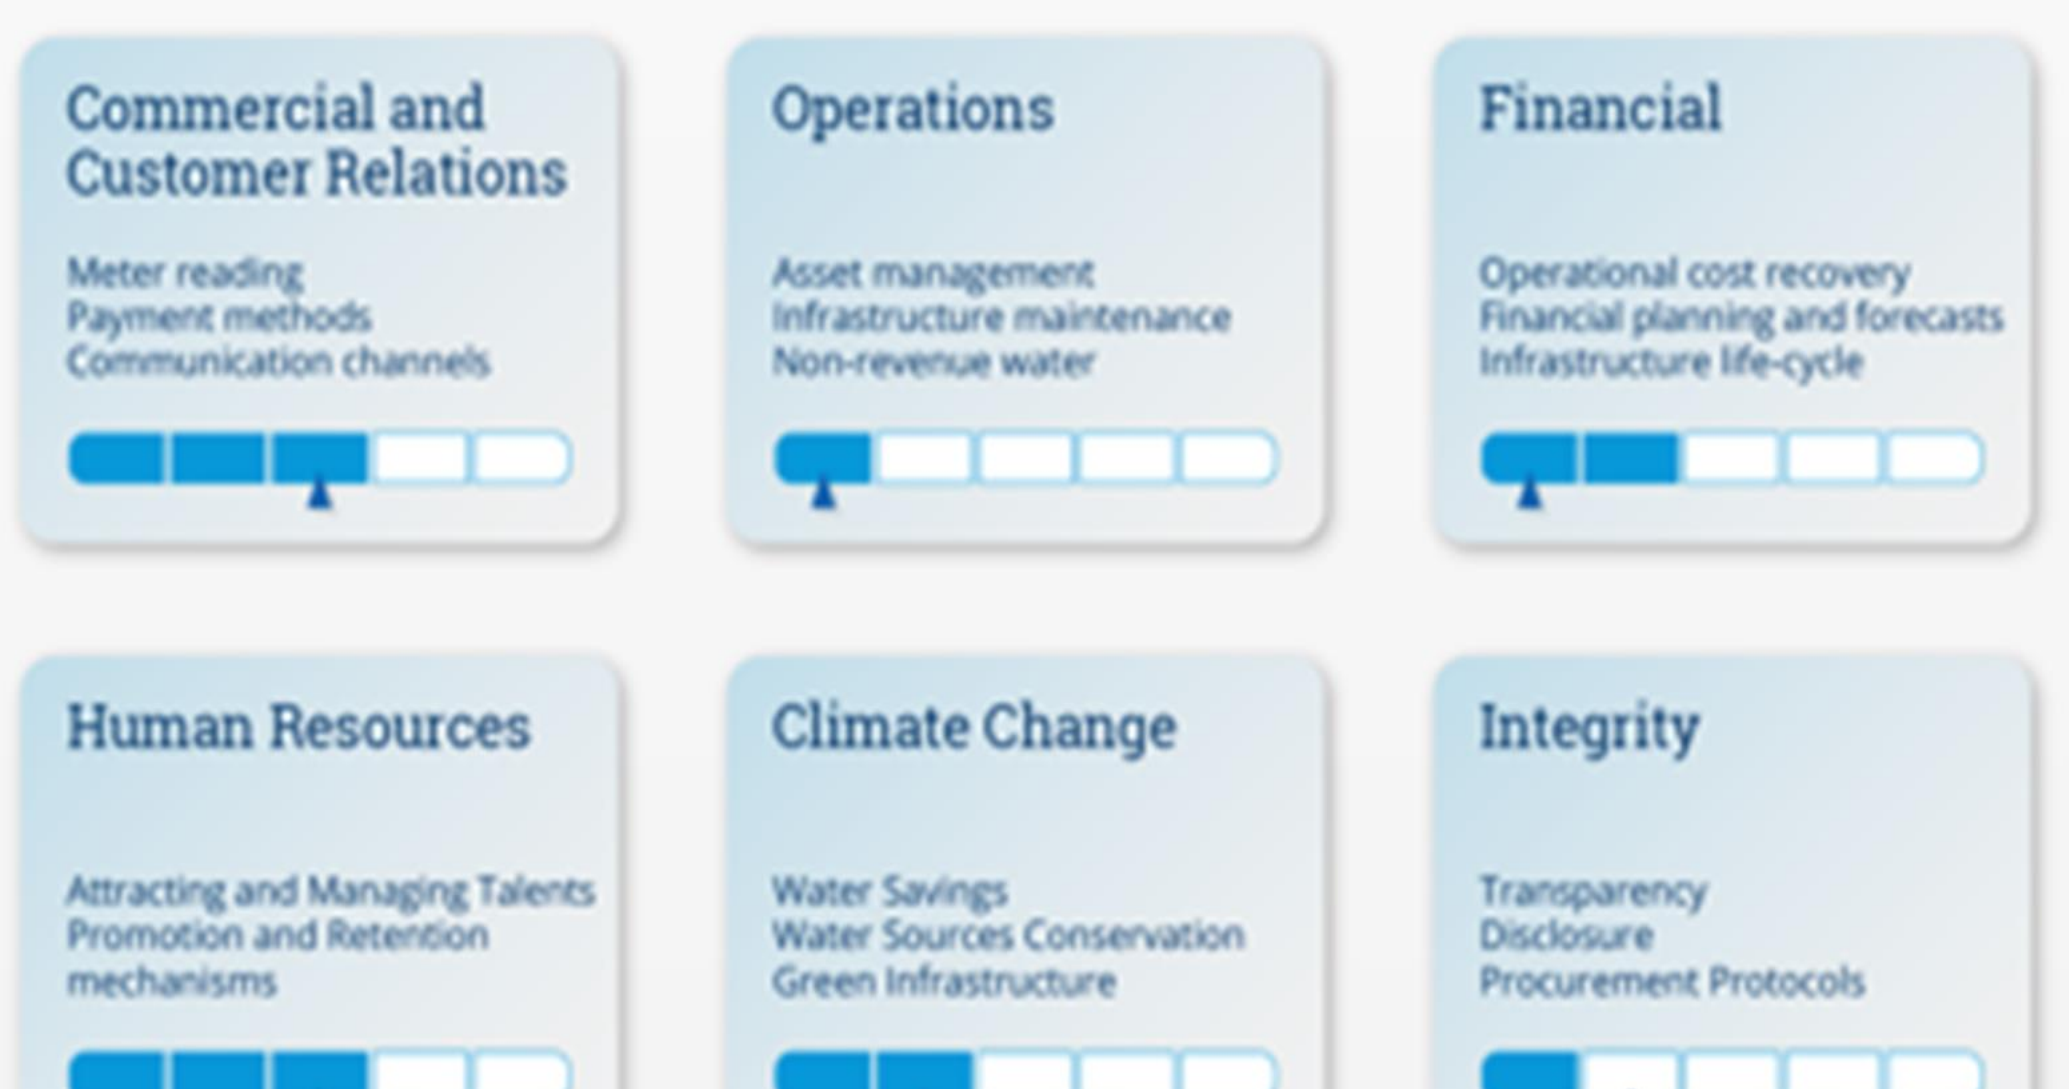 Commercial and
Customer Relations
Meter reading
Payment methods
Communication channels
Operations
Asset management
Infrastructure maintenance
Non-revenue water
Financial
Operational cost recovery
Financial planning and forecasts
Infrastructure life-cycle
Human Resources
Attracting and Managing Talents
Promotion and Retention
mechanisms
Climate Change
Water Savings
Water Sources Conservation
Green Infrastructure
Integrity
Transparency
Disclosure
Procurement Protocols